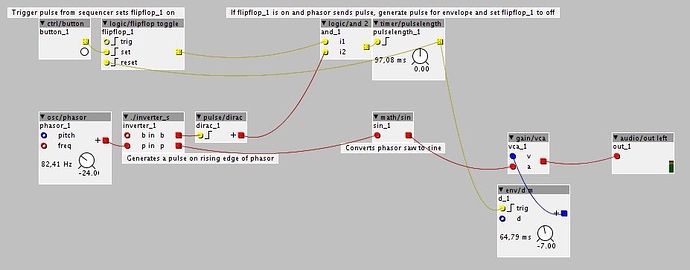 Trigger pulse from sequencer sets flipflop_1 on
If flipflop_1 is on and phasor sends pulse, generate pulse for envelope and set flipflop_1 to off
ctrl/button
button_1
logic/flipflop toggle
flipflop_1
trig
set
reset
logic/and 2
and_1
i1
i2
timer/pulselength
pulselength_1
97,08 ms
0.00
osc/phasor
phasor_1
pitch
freq
82,41 Hz
-24.0
./inverter_s
inverter_1
b in b
p in p
pulse/dirac
dirac_1
Generates a pulse on rising edge of phasor
math/sin
sin_1
Converts phasor saw to sine
gain/vca
vca_1
v
a
audio/out left
out_1
env/d m
d_1
trig
d
64,79 ms
-7.00